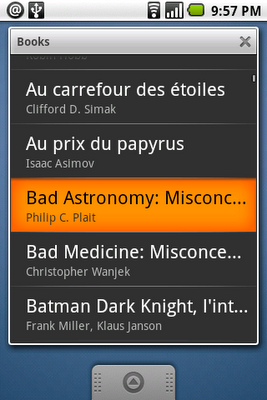 9:57 PM
Books
Au carrefour des étoiles
Clifford D. Simak
Au prix du papyrus
Isaac Asimov
Bad Astronomy: Misconc...
Philip C. Plait
Bad Medicine: Misconce...
Christopher Wanjek
Batman Dark Knight, l'int...
Frank Miller, Klaus Janson